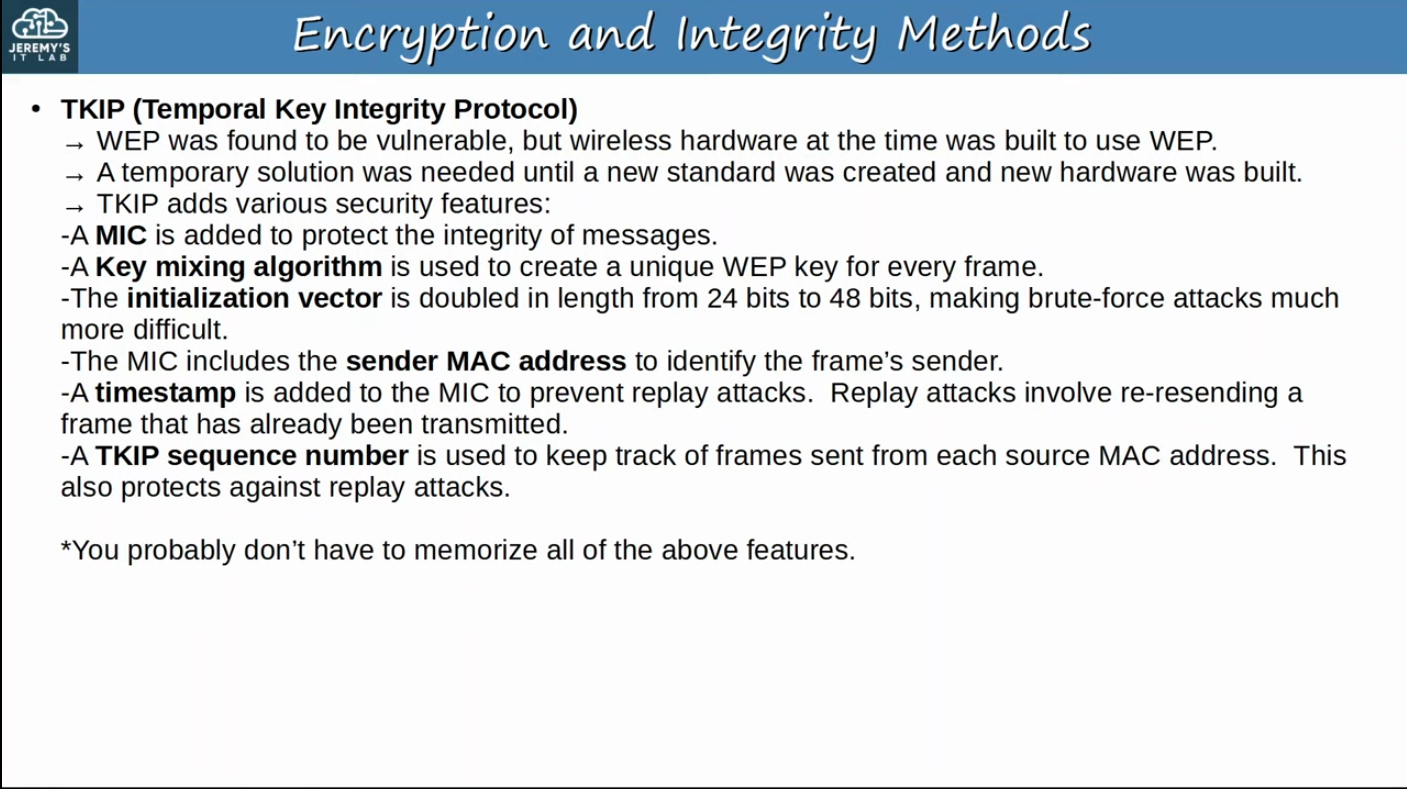 JEREMY'S
IT LAB
Encryption and Integrity Methods
• TKIP (Temporal Key Integrity Protocol)
→ WEP was found to be vulnerable, but wireless hardware at the time was built to use WEP.
→ A temporary solution was needed until a new standard was created and new hardware was built.
→ TKIP adds various security features:
-A MIC is added to protect the integrity of messages.
-A Key mixing algorithm is used to create a unique WEP key for every frame.
-The initialization vector is doubled in length from 24 bits to 48 bits, making brute-force attacks much
more difficult.
-The MIC includes the sender MAC address to identify the frame's sender.
-A timestamp is added to the MIC to prevent replay attacks.  Replay attacks involve re-resending a
frame that has already been transmitted.
-A TKIP sequence number is used to keep track of frames sent from each source MAC address.  This
also protects against replay attacks.
*You probably don't have to memorize all of the above features.